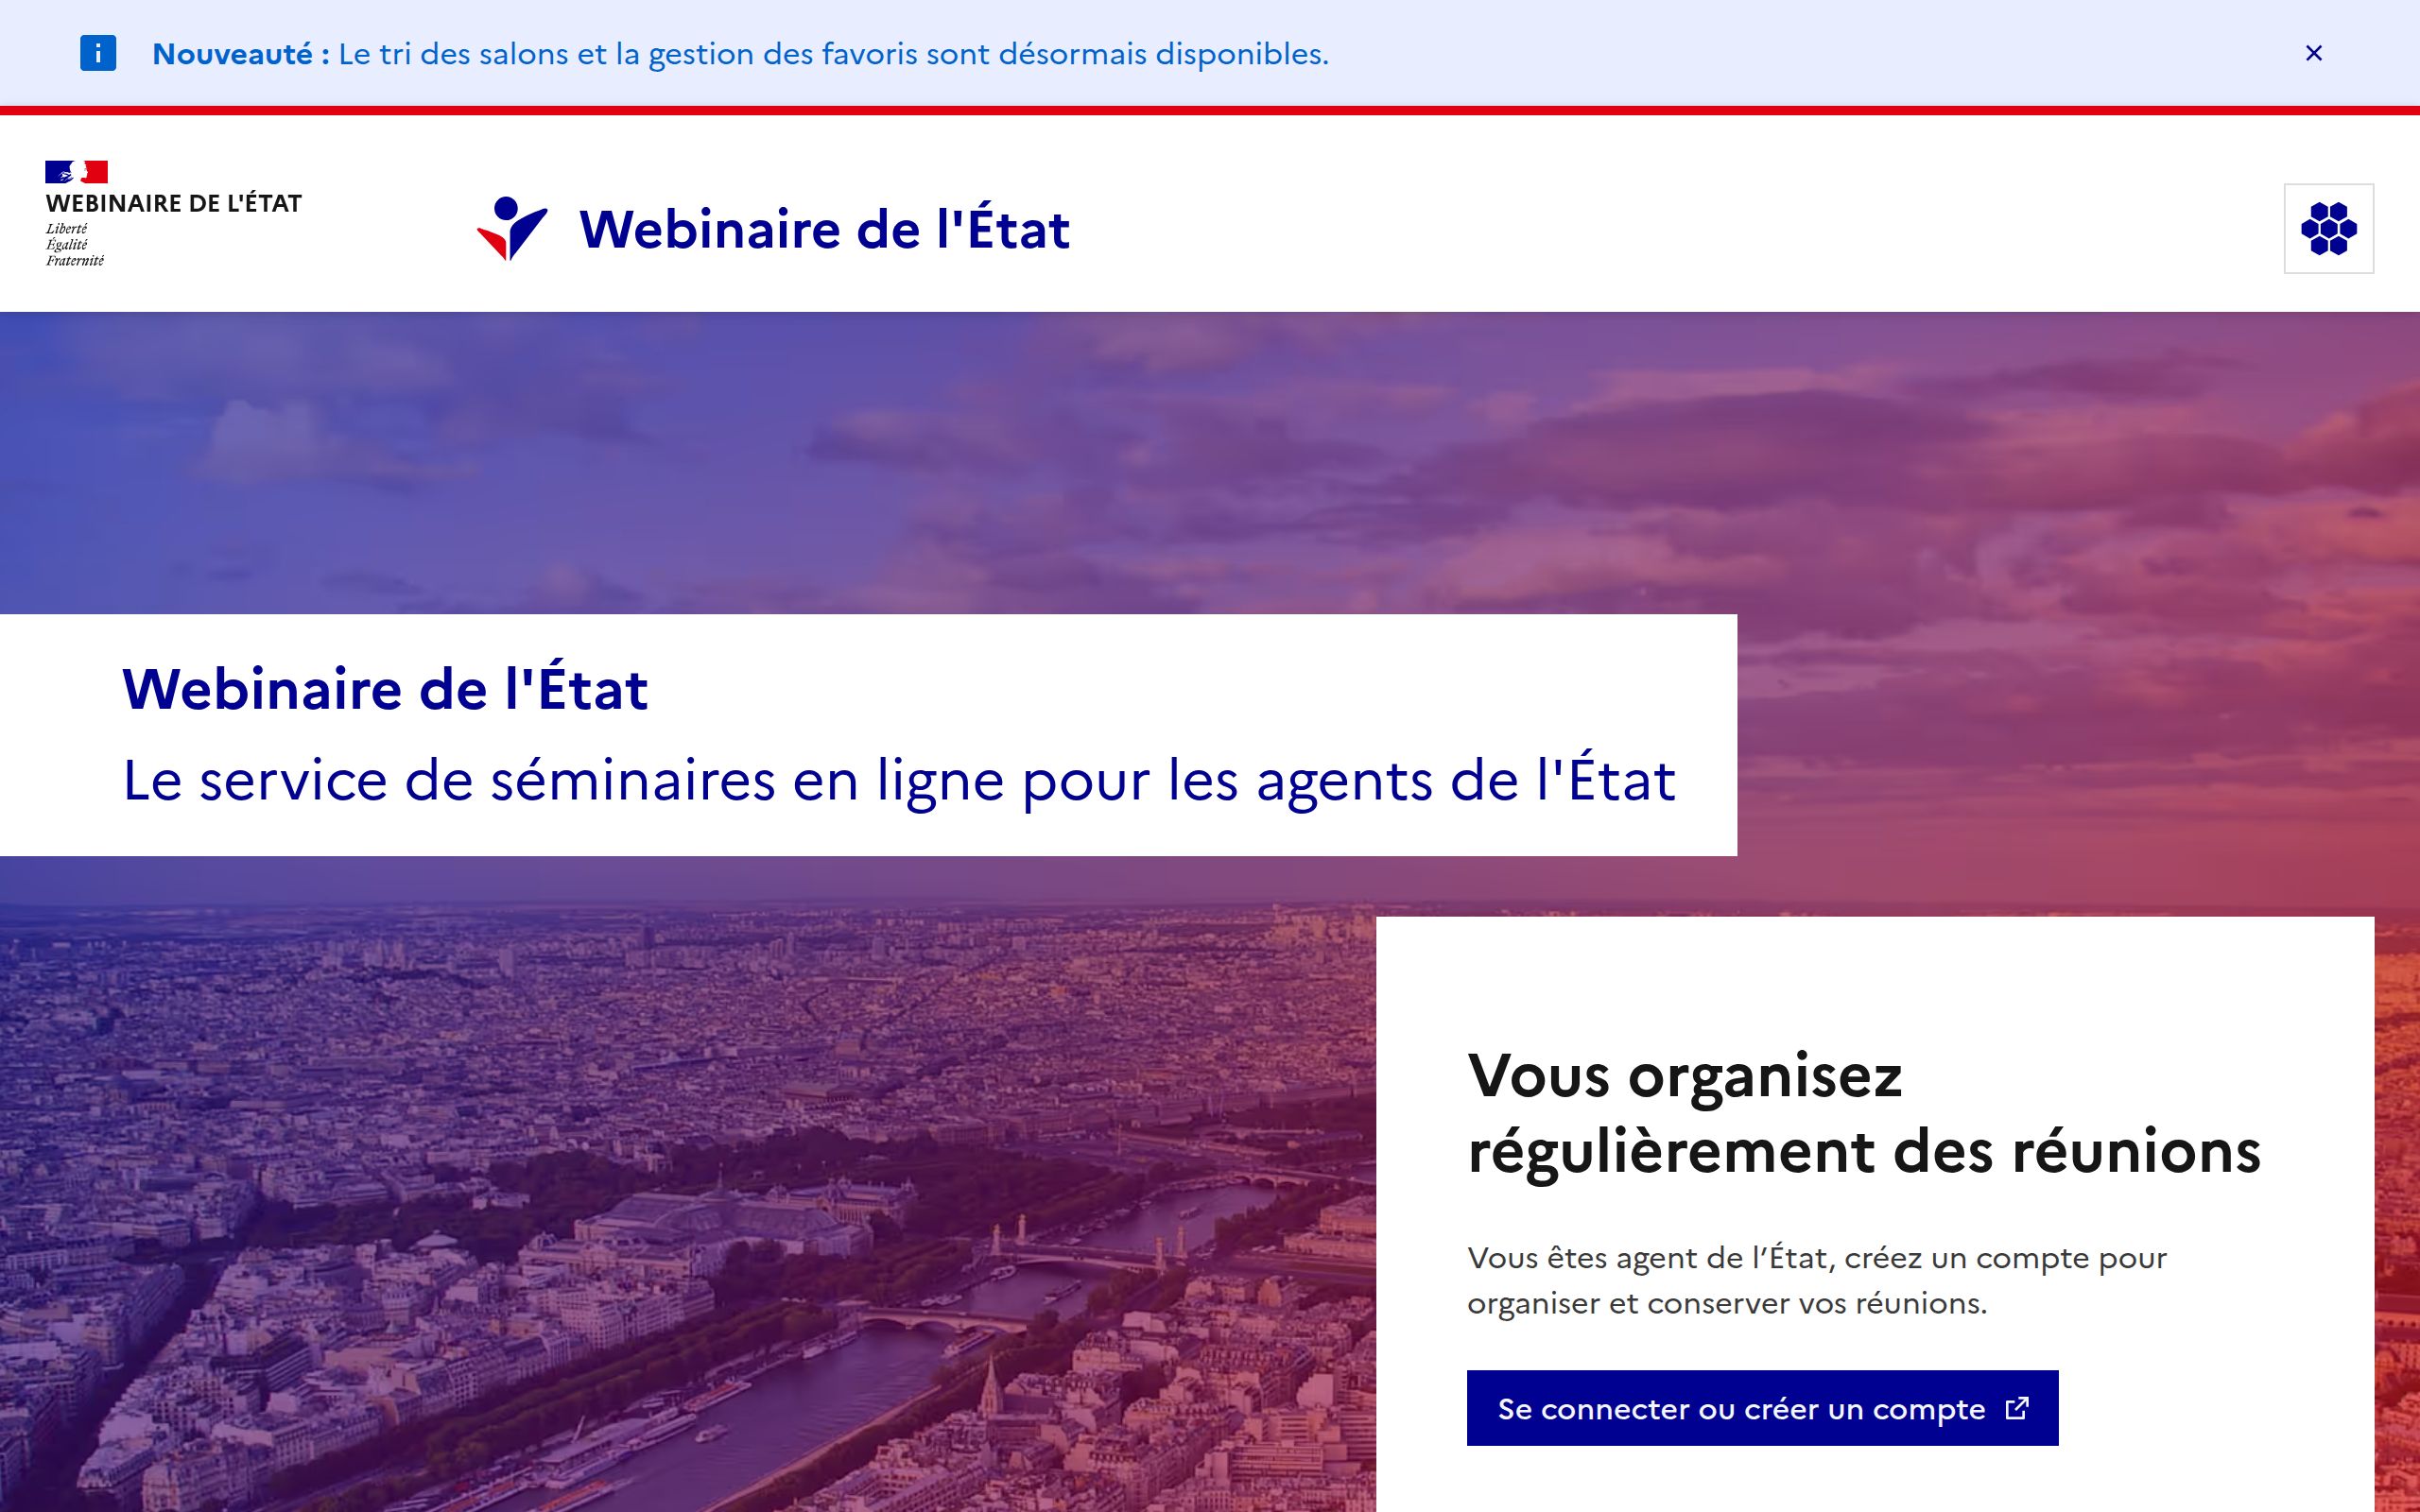 Nouveauté : Le tri des salons et la gestion des favoris sont désormais disponibles.
WEBINAIRE DE L'ÉTAT
Liberté
Égalité
Fraternité
Webinaire de l'État
Webinaire de l'État
Le service de séminaires en ligne pour les agents de l'État
Vous organisez
régulièrement des réunions
Vous êtes agent de l’État, créez un compte pour
organiser et conserver vos réunions.
Se connecter ou créer un compte